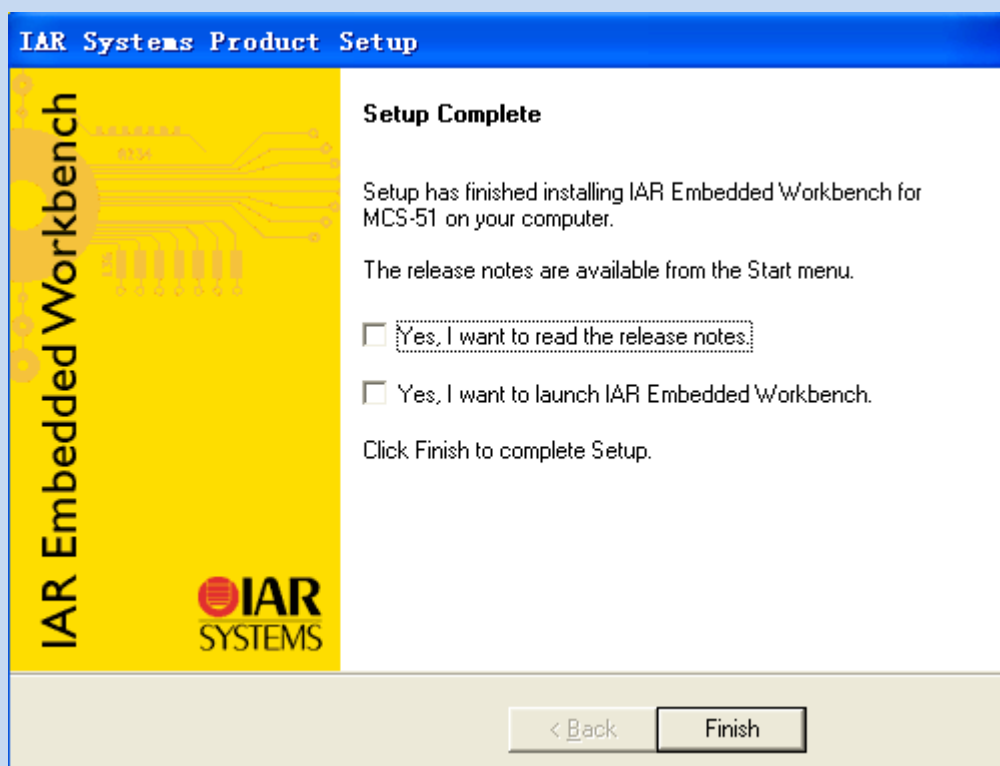 IAR Systems Product Setup
IAR Embedded Workbench
Setup Complete
Setup has finished installing IAR Embedded Workbench for
MCS-51 on your computer.
The release notes are available from the Start menu.
Yes, I want to read the release notes.
Yes, I want to launch IAR Embedded Workbench.
Click Finish to complete Setup.
IAR
SYSTEMS
< Back
Finish